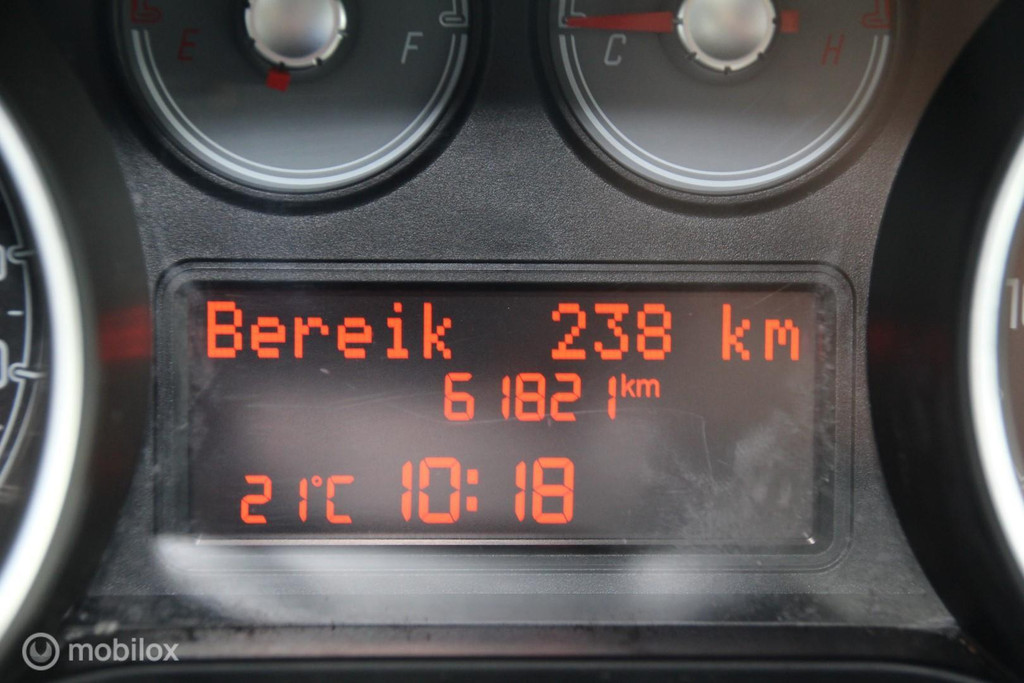 E F C H
Bereik 238 km
61821 km
21°C 10:18
mobilox